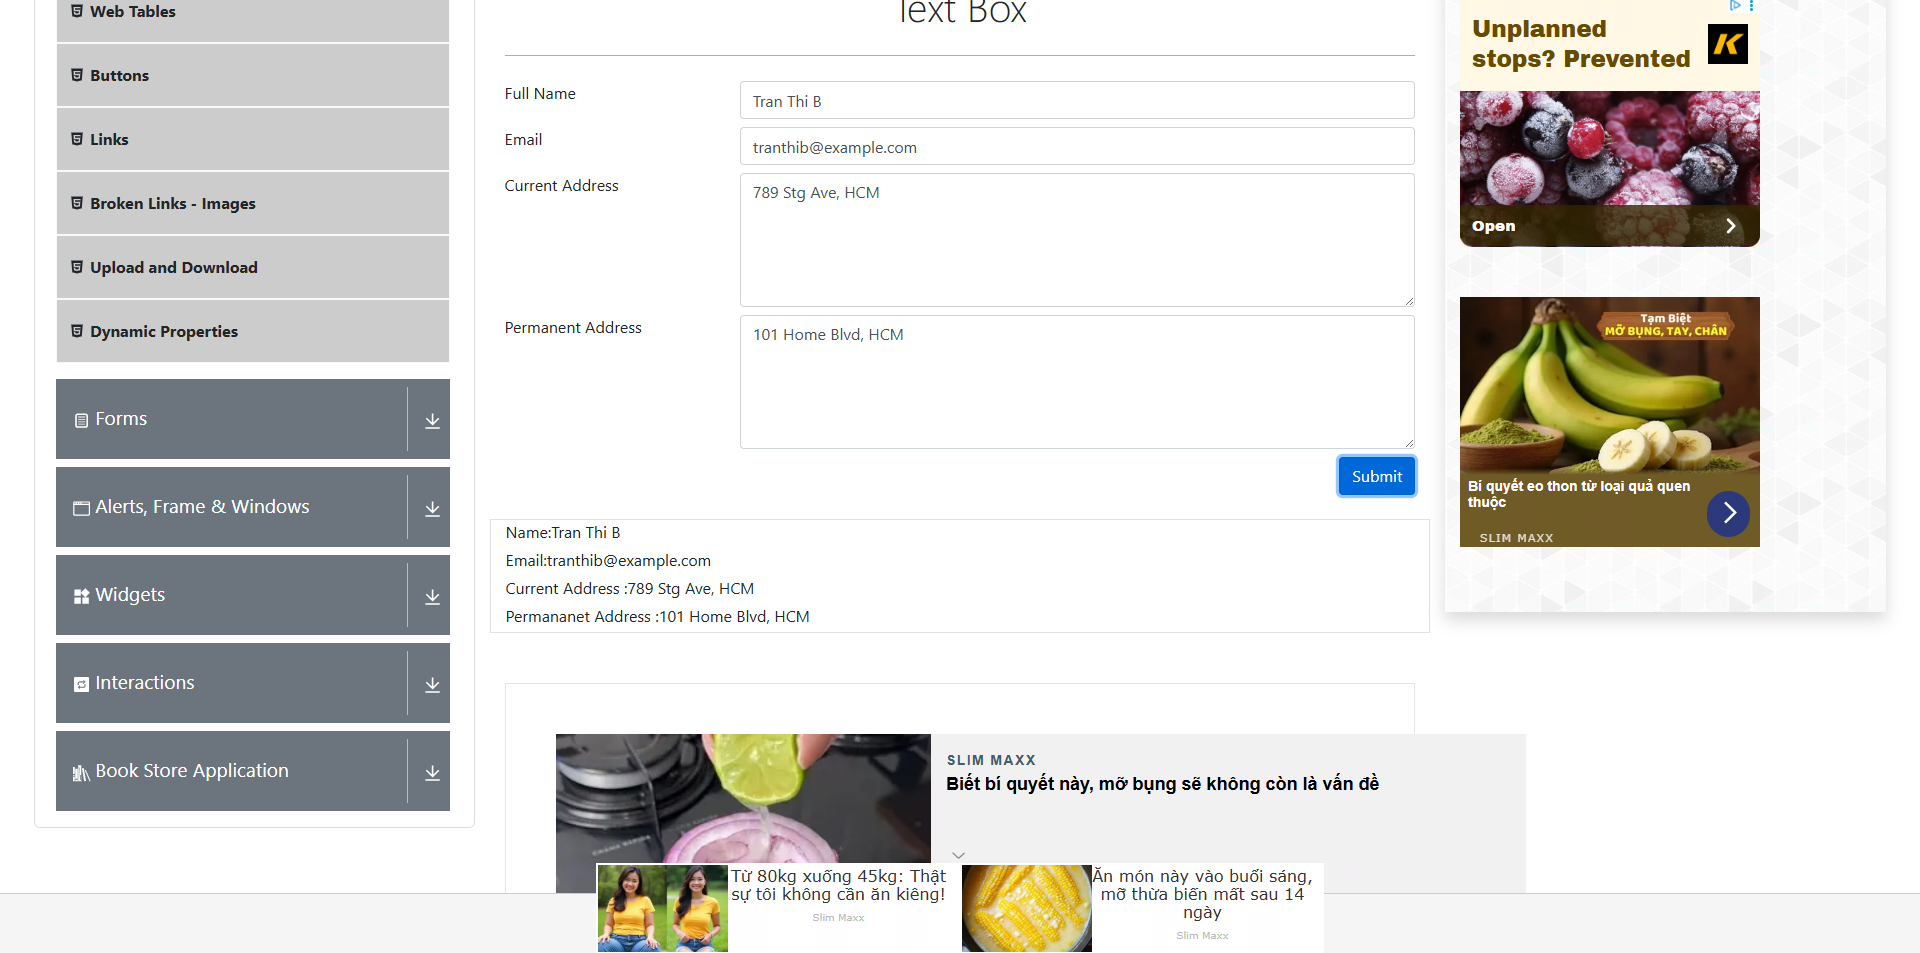 Web Tables
Buttons
Links
Broken Links - Images
Upload and Download
Dynamic Properties
Forms
Alerts, Frame & Windows
Widgets
Interactions
Book Store Application
Text Box
Full Name
Tran Thi B
Email
tranthib@example.com
Current Address
789 Stg Ave, HCM
Permanent Address
101 Home Blvd, HCM
Submit
Name:Tran Thi B
Email:tranthib@example.com
Current Address :789 Stg Ave, HCM
Permananet Address :101 Home Blvd, HCM
SLIM MAXX
Biết bí quyết này, mỡ bụng sẽ không còn là vấn đề
Từ 80kg xuống 45kg: Thật
sự tôi không cần ăn kiêng!
Slim Maxx
Ăn món này vào buổi sáng,
mỡ thừa biến mất sau 14
ngày
Slim Maxx
Unplanned
stops? Prevented
K
Open
Tạm Biệt
MỠ BỤNG, TAY, CHÂN
Bí quyết eo thon từ loại quả quen
thuộc
SLIM MAXX